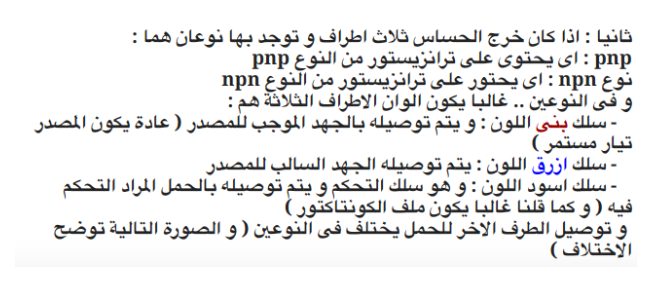 ثانيا : اذا كان خرج الحساس ثلاث اطراف و توجد بها نوعان هما :
pnp : اى يحتوى على ترانزيستور من النوع pnp
نوع npn : اى يحتور على ترانزيستور من النوع npn
و فى النوعين .. غالبا يكون الوان الاطراف الثلاثة هم :
- سلك بنى اللون : و يتم توصيله بالجهد الموجب للمصدر ( عادة يكون المصدر
تيار مستمر )
- سلك ازرق اللون : يتم توصيله الجهد السالب للمصدر
- سلك اسود اللون : و هو سلك التحكم و يتم توصيله بالحمل المراد التحكم
فيه ( و كما قلنا غالبا يكون ملف الكونتاكتور )
و توصيل الطرف الاخر للحمل يختلف فى النوعين ( و الصورة التالية توضح
الاختلاف )